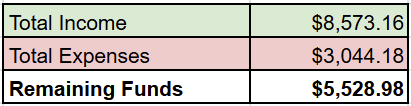 Total Income $8,573.16
Total Expenses $3,044.18
Remaining Funds $5,528.98